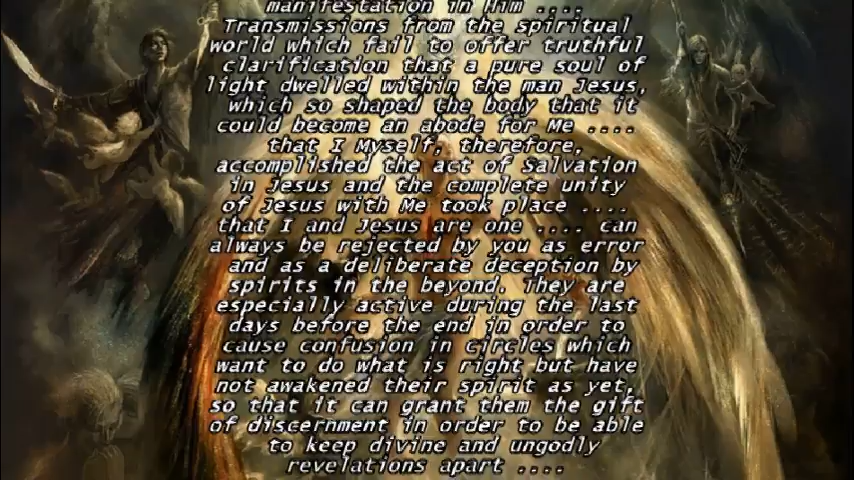 manifestation in Him ....
Transmissions from the spiritual
world which fail to offer truthful
clarification that a pure soul of
light dwelled within the man Jesus,
which so shaped the body that it
could become an abode for Me ....
that I Myself, therefore,
accomplished the act of Salvation
in Jesus and the complete unity
of Jesus with Me took place ....
that I and Jesus are one .... can
always be rejected by you as error
and as a deliberate deception by
spirits in the beyond. They are
especially active during the last
days before the end in order to
cause confusion in circles which
want to do what is right but have
not awakened their spirit as yet,
so that it can grant them the gift
of discernment in order to be able
to keep divine and ungodly
revelations apart ....